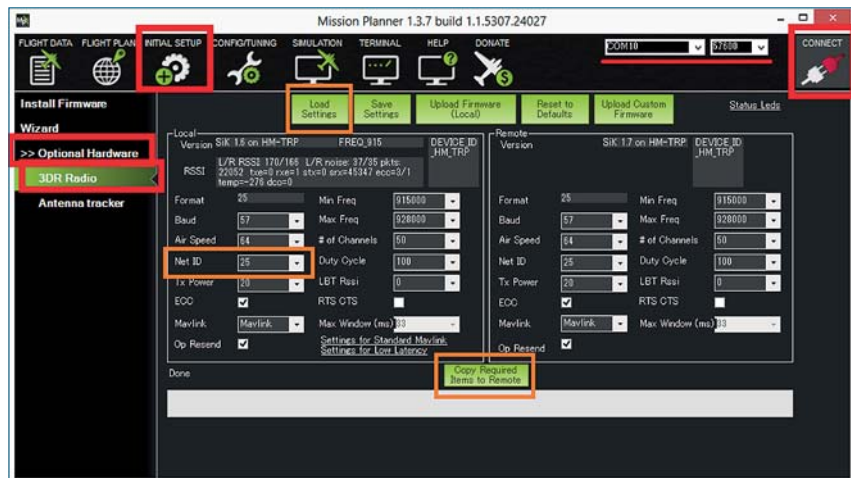 Mission Planner 1.3.7 build 1.1.5307.24027
FLIGHT DATA FLIGHT PLAN INITIAL SETUP CONFIG/TUNING SIMULATION TERMINAL HELP DONATE COM10 57600 CONNECT
Install Firmware
Wizard
>> Optional Hardware
3DR Radio
Antenna tracker
Load Settings
Save Settings
Upload Firmware (Local)
Reset to Defaults
Upload Custom Firmware
Status Leds
Local
Version SiK 1.6 on HM-TRP FREQ_915 DEVICE_ID_HM_TRP
RSSI L/R RSSI 170/166 L/R noise: 37/35 pkts:
22052 txe=0 rxe=1 stx=0 srx=45347 ecc=3/1
temp=-276 dco=0
Format 25 Min Freq 915000
Baud 57 Max Freq 928000
Air Speed 64 # of Channels 50
Net ID 25 Duty Cycle 100
Tx Power 20 LBT Rssi 0
ECC RTS CTS
Mavlink Mavlink Max Window (ms) 33
Op Resend Settings for Standard Mavlink
Settings for Low Latency
Remote
Version SiK 1.7 on HM-TRP DEVICE_ID_HM_TRP
Format 25 Min Freq 915000
Baud 57 Max Freq 928000
Air Speed 64 # of Channels 50
Net ID 25 Duty Cycle 100
Tx Power 20 LBT Rssi 0
ECC RTS CTS
Mavlink Mavlink Max Window (ms) 33
Op Resend
Done
Copy Required
Items to Remote